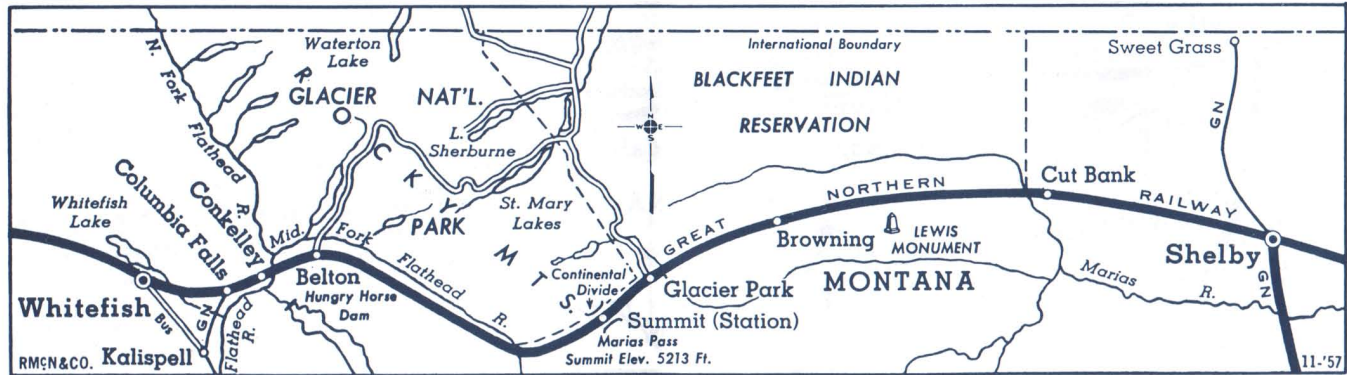 International Boundary
Sweet Grass
GN
N. Fork Flathead R.
Waterton
Lake
GLACIER NAT'L.
PARK
ROCKY MTS.
L.
Sherburne
St. Mary
Lakes
N
W E
S
BLACKFEET INDIAN
RESERVATION
Whitefish
Lake
Columbia Falls
Conkelley
Mid. Fork Flathead R.
Belton
Hungry Horse
Dam
Continental
Divide
Glacier Park
Summit (Station)
Marias Pass
Summit Elev. 5213 Ft.
GREAT NORTHERN RAILWAY
Browning
LEWIS
MONUMENT
MONTANA
Cut Bank
Marias R.
Shelby
GN
Whitefish
Bus
GN
Flathead R.
Kalispell
RMCN&CO.
11-'57